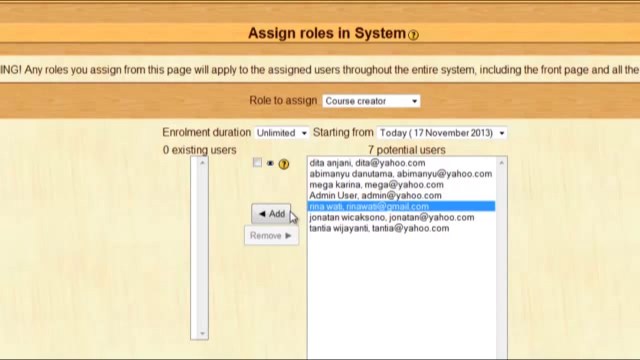 Assign roles in System
ING! Any roles you assign from this page will apply to the assigned users throughout the entire system, including the front page and all the
Role to assign Course creator
Enrolment duration Unlimited Starting from Today ( 17 November 2013)
0 existing users 7 potential users
dita anjani, dita@yahoo.com
abimanyu danutama, abimanyu@yahoo.com
mega karina, mega@yahoo.com
Admin User, admin@yahoo.com
rina wati, rinawati@gmail.com
◄ Add
jonatan wicaksono, jonatan@yahoo.com
tantia wijayanti, tantia@yahoo.com
Remove ►